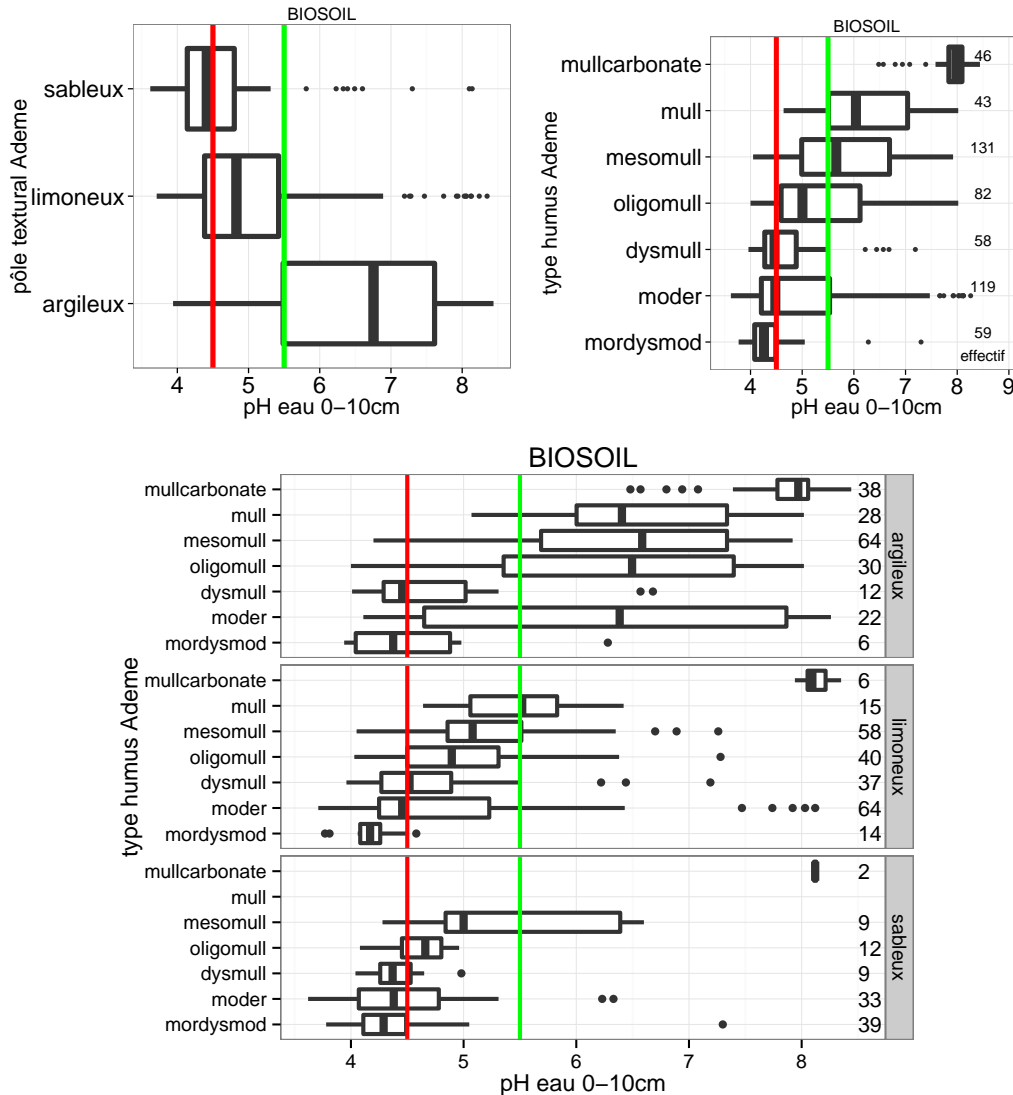 BIOSOIL
pôle textural Ademe
sableux
limoneux
argileux
4 5 6 7 8
pH eau 0−10cm
BIOSOIL
type humus Ademe
mullcarbonate 46
mull 43
mesomull 131
oligomull 82
dysmull 58
moder 119
mordysmod 59
effectif
4 5 6 7 8 9
pH eau 0−10cm
BIOSOIL
type humus Ademe
mullcarbonate 38
mull 28
mesomull 64
oligomull 30
dysmull 12
moder 22
mordysmod 6
argileux
mullcarbonate 6
mull 15
mesomull 58
oligomull 40
dysmull 37
moder 64
mordysmod 14
limoneux
mullcarbonate 2
mull
mesomull 9
oligomull 12
dysmull 9
moder 33
mordysmod 39
sableux
4 5 6 7 8
pH eau 0−10cm